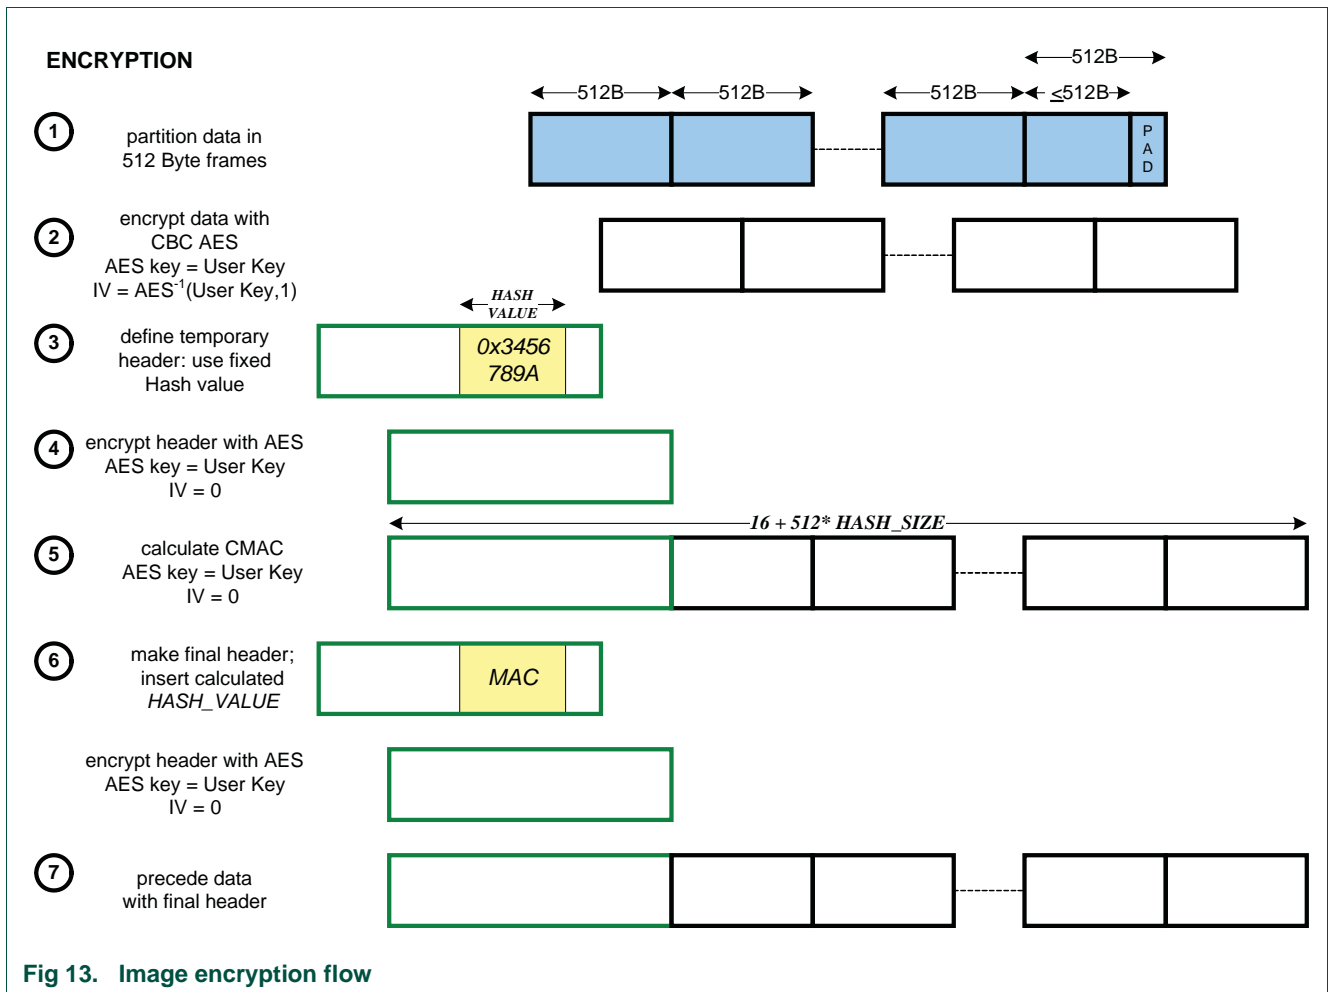 ENCRYPTION
512B
512B
512B
512B
≤512B
1
partition data in
512 Byte frames
P
A
D
2
encrypt data with
CBC AES
AES key = User Key
IV = AES⁻¹(User Key,1)
HASH
VALUE
3
define temporary
header: use fixed
Hash value
0x3456
789A
4
encrypt header with AES
AES key = User Key
IV = 0
16 + 512* HASH_SIZE
5
calculate CMAC
AES key = User Key
IV = 0
6
make final header;
insert calculated
HASH_VALUE
MAC
encrypt header with AES
AES key = User Key
IV = 0
7
precede data
with final header
Fig 13. Image encryption flow